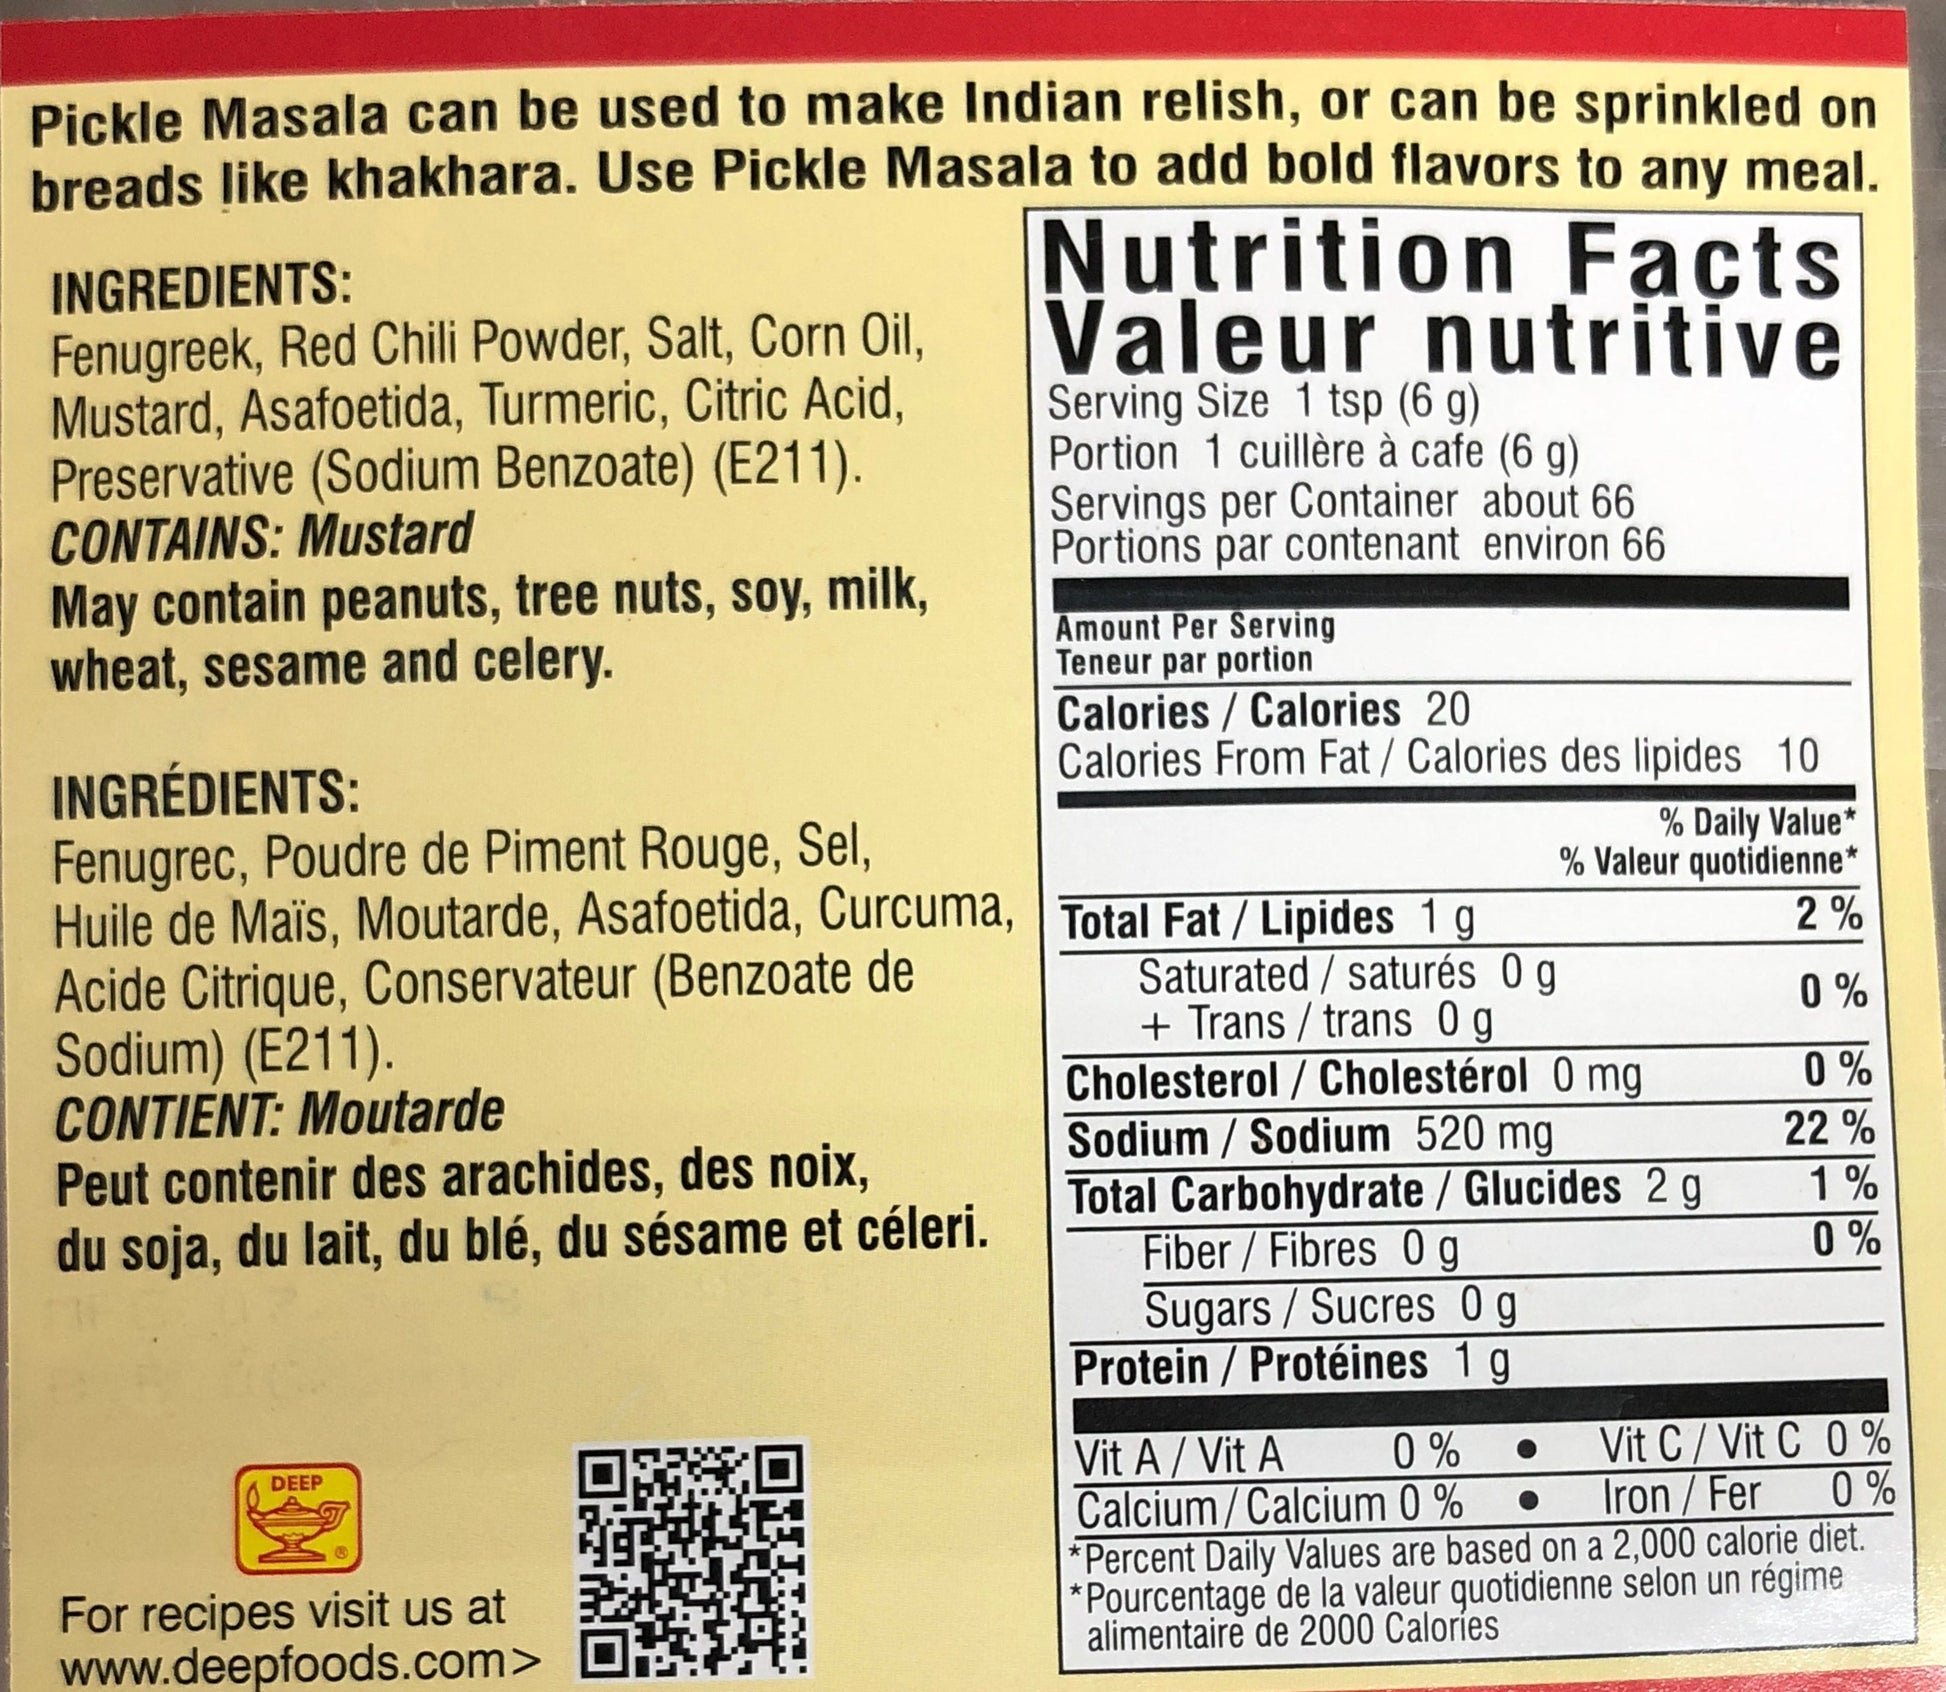 Pickle Masala can be used to make Indian relish, or can be sprinkled on
breads like khakhara. Use Pickle Masala to add bold flavors to any meal.
INGREDIENTS:
Fenugreek, Red Chili Powder, Salt, Corn Oil,
Mustard, Asafoetida, Turmeric, Citric Acid,
Preservative (Sodium Benzoate) (E211).
CONTAINS: Mustard
May contain peanuts, tree nuts, soy, milk,
wheat, sesame and celery.
INGRÉDIENTS:
Fenugrec, Poudre de Piment Rouge, Sel,
Huile de Maïs, Moutarde, Asafoetida, Curcuma,
Acide Citrique, Conservateur (Benzoate de
Sodium) (E211).
CONTIENT: Moutarde
Peut contenir des arachides, des noix,
du soja, du lait, du blé, du sésame et céleri.
DEEP
®
For recipes visit us at
www.deepfoods.com>
Nutrition Facts
Valeur nutritive
Serving Size 1 tsp (6 g)
Portion 1 cuillère à cafe (6 g)
Servings per Container about 66
Portions par contenant environ 66
Amount Per Serving
Teneur par portion
Calories / Calories 20
Calories From Fat / Calories des lipides 10
% Daily Value*
% Valeur quotidienne*
Total Fat / Lipides 1 g 2 %
Saturated / saturés 0 g 0 %
+ Trans / trans 0 g
Cholesterol / Cholestérol 0 mg 0 %
Sodium / Sodium 520 mg 22 %
Total Carbohydrate / Glucides 2 g 1 %
Fiber / Fibres 0 g 0 %
Sugars / Sucres 0 g
Protein / Protéines 1 g
Vit A / Vit A 0 % • Vit C / Vit C 0 %
Calcium / Calcium 0 % • Iron / Fer 0 %
*Percent Daily Values are based on a 2,000 calorie diet.
*Pourcentage de la valeur quotidienne selon un régime
alimentaire de 2000 Calories